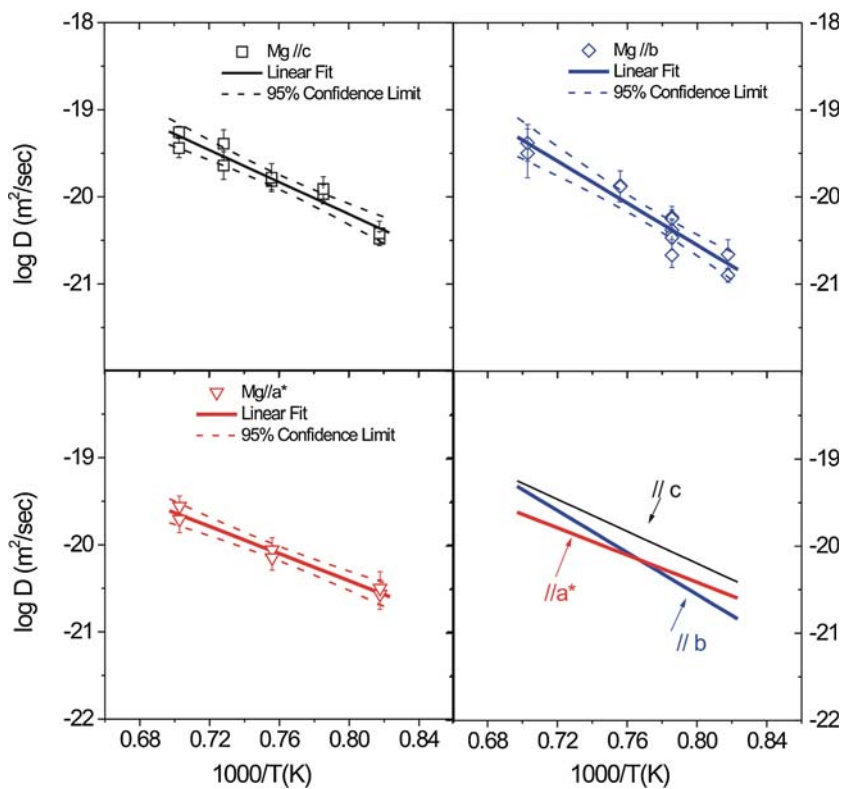 -18
-19
-20
-21
log D (m²/sec)
Mg //c
Linear Fit
95% Confidence Limit
Mg //b
Linear Fit
95% Confidence Limit
-18
-19
-20
-21
-19
-20
-21
-22
log D (m²/sec)
Mg//a*
Linear Fit
95% Confidence Limit
// c
//a*
// b
-19
-20
-21
-22
0.68 0.72 0.76 0.80 0.84
1000/T(K)
0.68 0.72 0.76 0.80 0.84
1000/T(K)